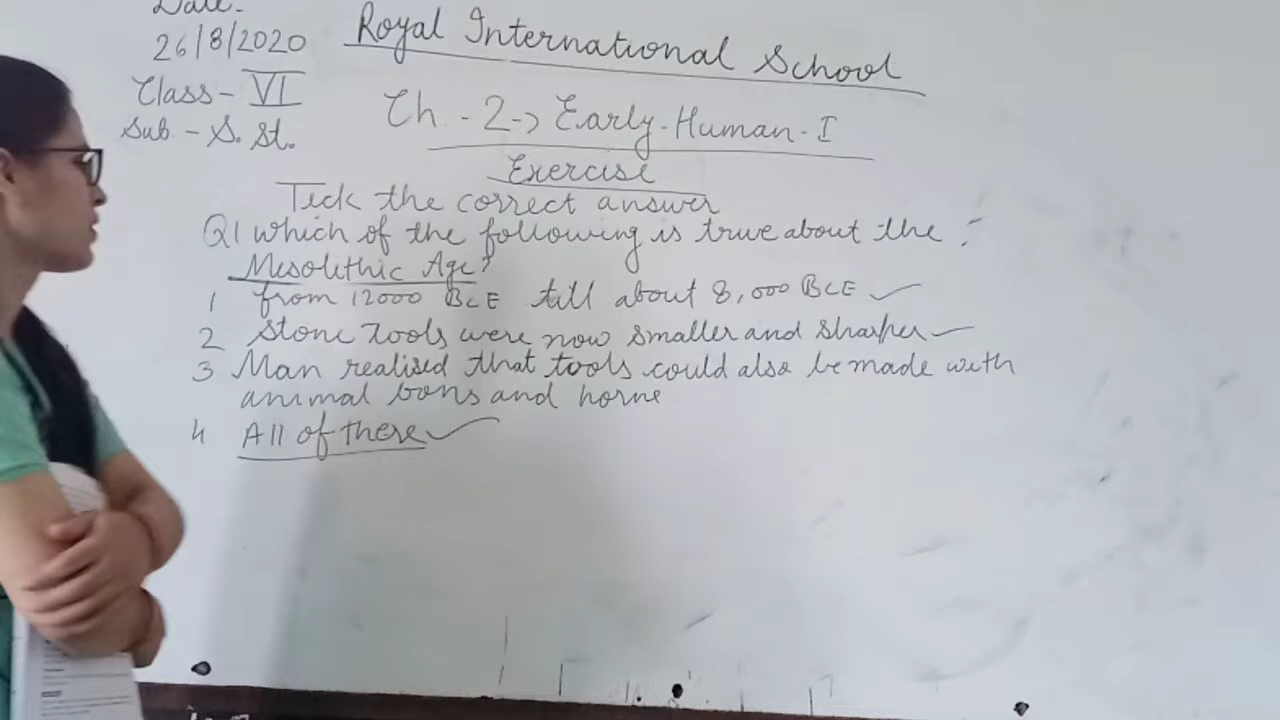 Date-
26/8/2020
Royal International School
Class- VI
Sub - S. St.
Ch. - 2-> Early-Human-I
Exercise
Tick the correct answer
Q1 which of the following is true about the :-
Mesolithic Age?
1 from 12000 BCE till about 8,000 BCE ✓
2 Stone Tools were now smaller and sharper ✓
3 Man realised that tools could also be made with
animal bons and horne
4 All of there ✓